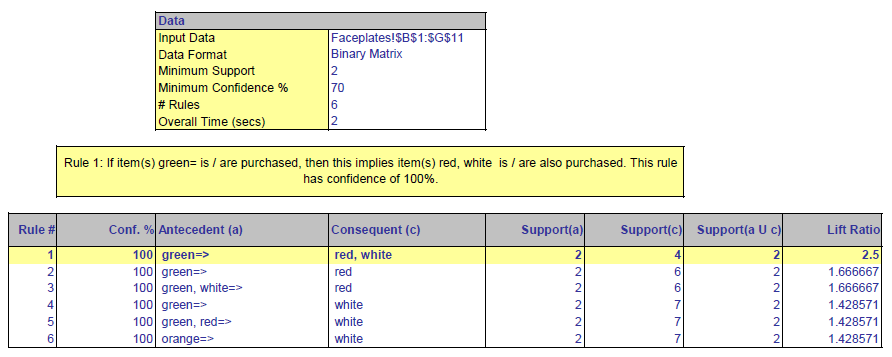 Data
Input Data Faceplates!$B$1:$G$11
Data Format Binary Matrix
Minimum Support 2
Minimum Confidence % 70
# Rules 6
Overall Time (secs) 2
Rule 1: If item(s) green= is / are purchased, then this implies item(s) red, white is / are also purchased. This rule
has confidence of 100%.
Rule # Conf. % Antecedent (a) Consequent (c) Support(a) Support(c) Support(a U c) Lift Ratio
1 100 green=> red, white 2 4 2 2.5
2 100 green=> red 2 6 2 1.666667
3 100 green, white=> red 2 6 2 1.666667
4 100 green=> white 2 7 2 1.428571
5 100 green, red=> white 2 7 2 1.428571
6 100 orange=> white 2 7 2 1.428571